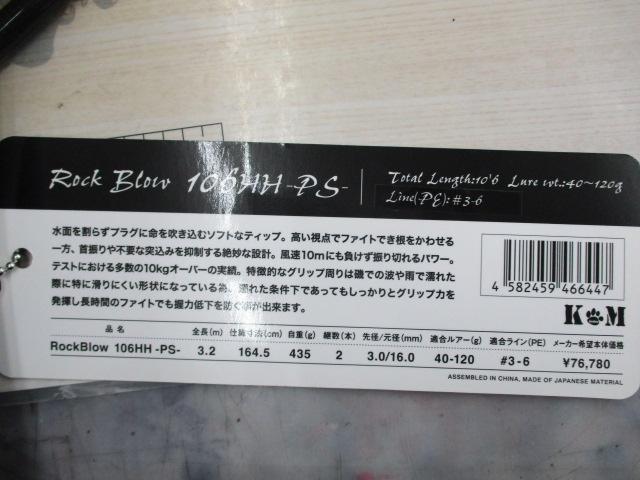 Rock Blow 106HH -PS-
Total Length:10'6 Lure wt.:40~120g
Line(PE):#3-6
水面を割らずプラグに命を吹き込むソフトなティップ。高い視点でファイトでき根をかわせる
一方、首振りや不要な突込みを抑制する絶妙な設計。風速10mにも負けず振り切れるパワー。
テストにおける多数の10kgオーバーの実績。特徴的なグリップ周りは磯での波や雨で濡れた
際に特に滑りにくい形状になっている為、濡れた条件下であってもしっかりとグリップ力を
発揮し長時間のファイトでも握力低下を防ぐ事が出来ます。
4 582459 466447
K M
品名 全長(m) 仕舞寸法(cm) 自重(g) 継数(本) 先径/元径(mm) 適合ルアー(g) 適合ライン(PE) メーカー希望本体価格
RockBlow 106HH -PS- 3.2 164.5 435 2 3.0/16.0 40-120 #3-6 ¥76,780
ASSEMBLED IN CHINA, MADE OF JAPANESE MATERIAL